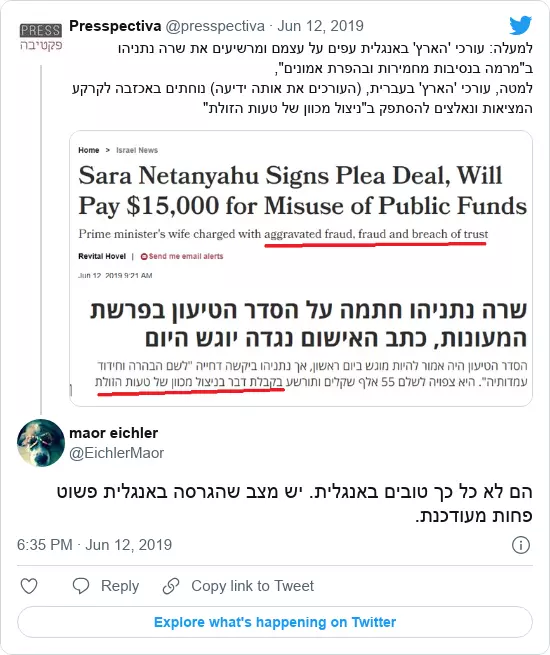 PRESS
פקטיבה
Presspectiva @presspectiva · Jun 12, 2019
למעלה: עורכי 'הארץ' באנגלית עפים על עצמם ומרשיעים את שרה נתניהו
ב"מרמה בנסיבות מחמירות ובהפרת אמונים",
למטה, עורכי 'הארץ' בעברית, (העורכים את אותה ידיעה) נוחתים באכזבה לקרקע
המציאות ונאלצים להסתפק ב"ניצול מכוון של טעות הזולת"
Home > Israel News
Sara Netanyahu Signs Plea Deal, Will
Pay $15,000 for Misuse of Public Funds
Prime minister's wife charged with aggravated fraud, fraud and breach of trust
Revital Hovel | Send me email alerts
Jun 12, 2019 9:21 AM
שרה נתניהו חתמה על הסדר הטיעון בפרשת
המעונות, כתב האישום נגדה יוגש היום
הסדר הטיעון היה אמור להיות מוגש ביום ראשון, אך נתניהו ביקשה דחייה "לשם הבהרה וחידוד
עמדותיה". היא צפויה לשלם 55 אלף שקלים ותורשע בקבלת דבר בניצול מכוון של טעות הזולת
maor eichler
@EichlerMaor
הם לא כל כך טובים באנגלית. יש מצב שהגרסה באנגלית פשוט
פחות מעודכנת.
6:35 PM · Jun 12, 2019
Reply
Copy link to Tweet
Explore what's happening on Twitter